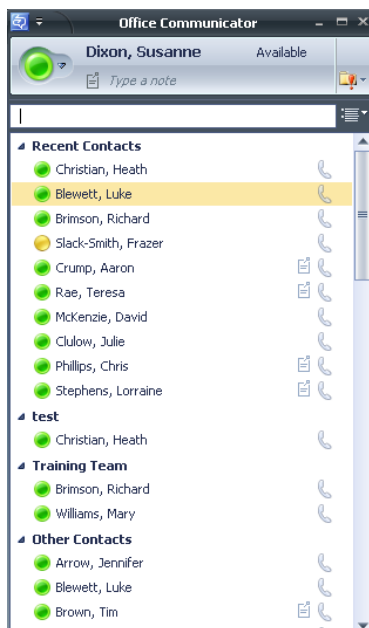 Office Communicator
Dixon, Susanne Available
Type a note
Recent Contacts
Christian, Heath
Blewett, Luke
Brimson, Richard
Slack-Smith, Frazer
Crump, Aaron
Rae, Teresa
McKenzie, David
Clulow, Julie
Phillips, Chris
Stephens, Lorraine
test
Christian, Heath
Training Team
Brimson, Richard
Williams, Mary
Other Contacts
Arrow, Jennifer
Blewett, Luke
Brown, Tim